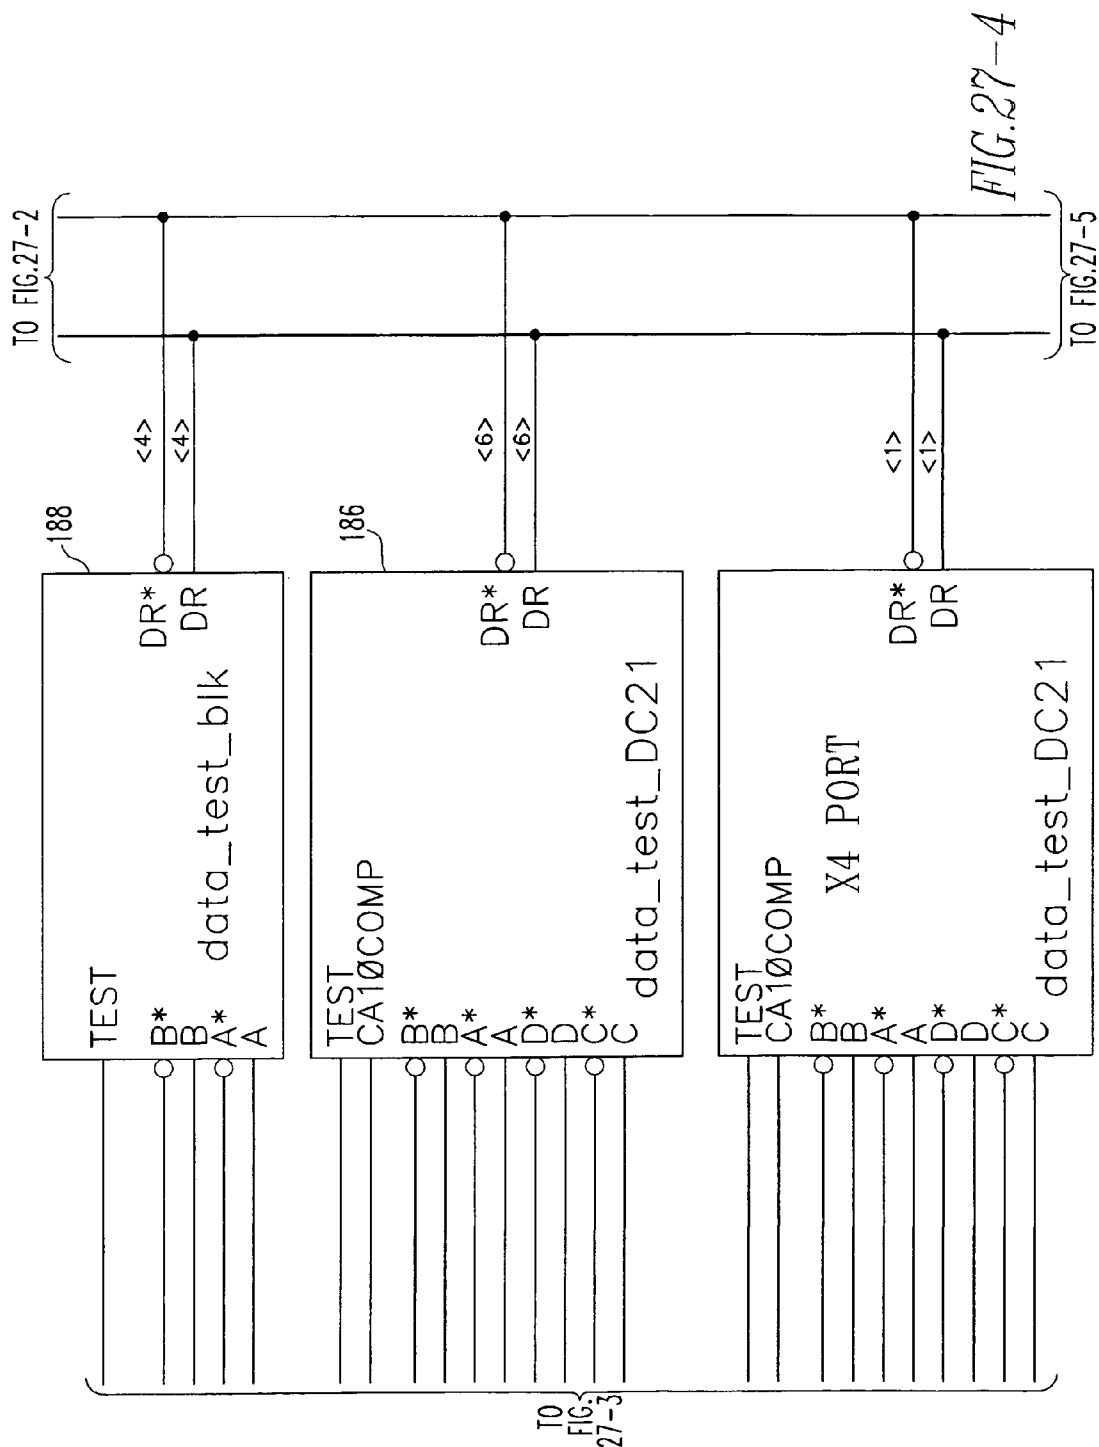 TO FIG.27-2
188
TEST
B*
B
A*
A
DR*
DR
data_test_blk
<4>
<4>
186
TEST
CA10COMP
B*
B
A*
A
D*
D
C*
C
DR*
DR
data_test_DC21
<6>
<6>
TEST
CA10COMP
B*
B
A*
A
D*
D
C*
C
X4 PORT
DR*
DR
data_test_DC21
<1>
<1>
TO
FIG.
27-3
TO FIG.27-5
FIG.27-4